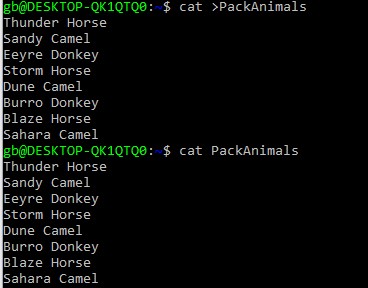 gb@DESKTOP-QK1QTQ0:~$ cat >PackAnimals
Thunder Horse
Sandy Camel
Eeyre Donkey
Storm Horse
Dune Camel
Burro Donkey
Blaze Horse
Sahara Camel
gb@DESKTOP-QK1QTQ0:~$ cat PackAnimals
Thunder Horse
Sandy Camel
Eeyre Donkey
Storm Horse
Dune Camel
Burro Donkey
Blaze Horse
Sahara Camel